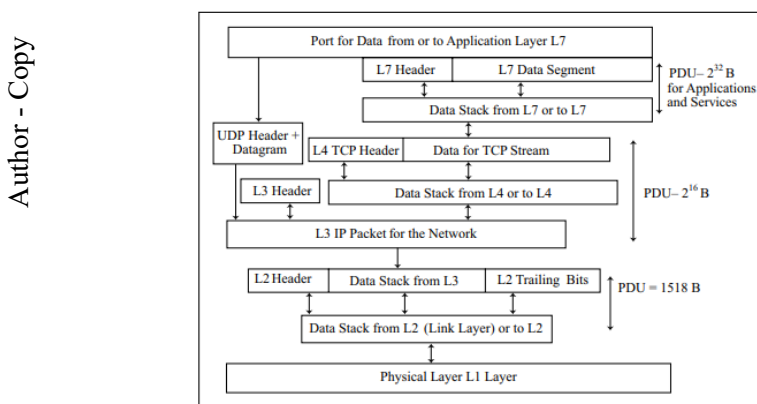 Author - Copy
Port for Data from or to Application Layer L7
L7 Header
L7 Data Segment
PDU– 2³² B
for Applications
and Services
Data Stack from L7 or to L7
UDP Header +
Datagram
L4 TCP Header
Data for TCP Stream
L3 Header
Data Stack from L4 or to L4
PDU– 2¹⁶ B
L3 IP Packet for the Network
L2 Header
Data Stack from L3
L2 Trailing Bits
PDU = 1518 B
Data Stack from L2 (Link Layer) or to L2
Physical Layer L1 Layer